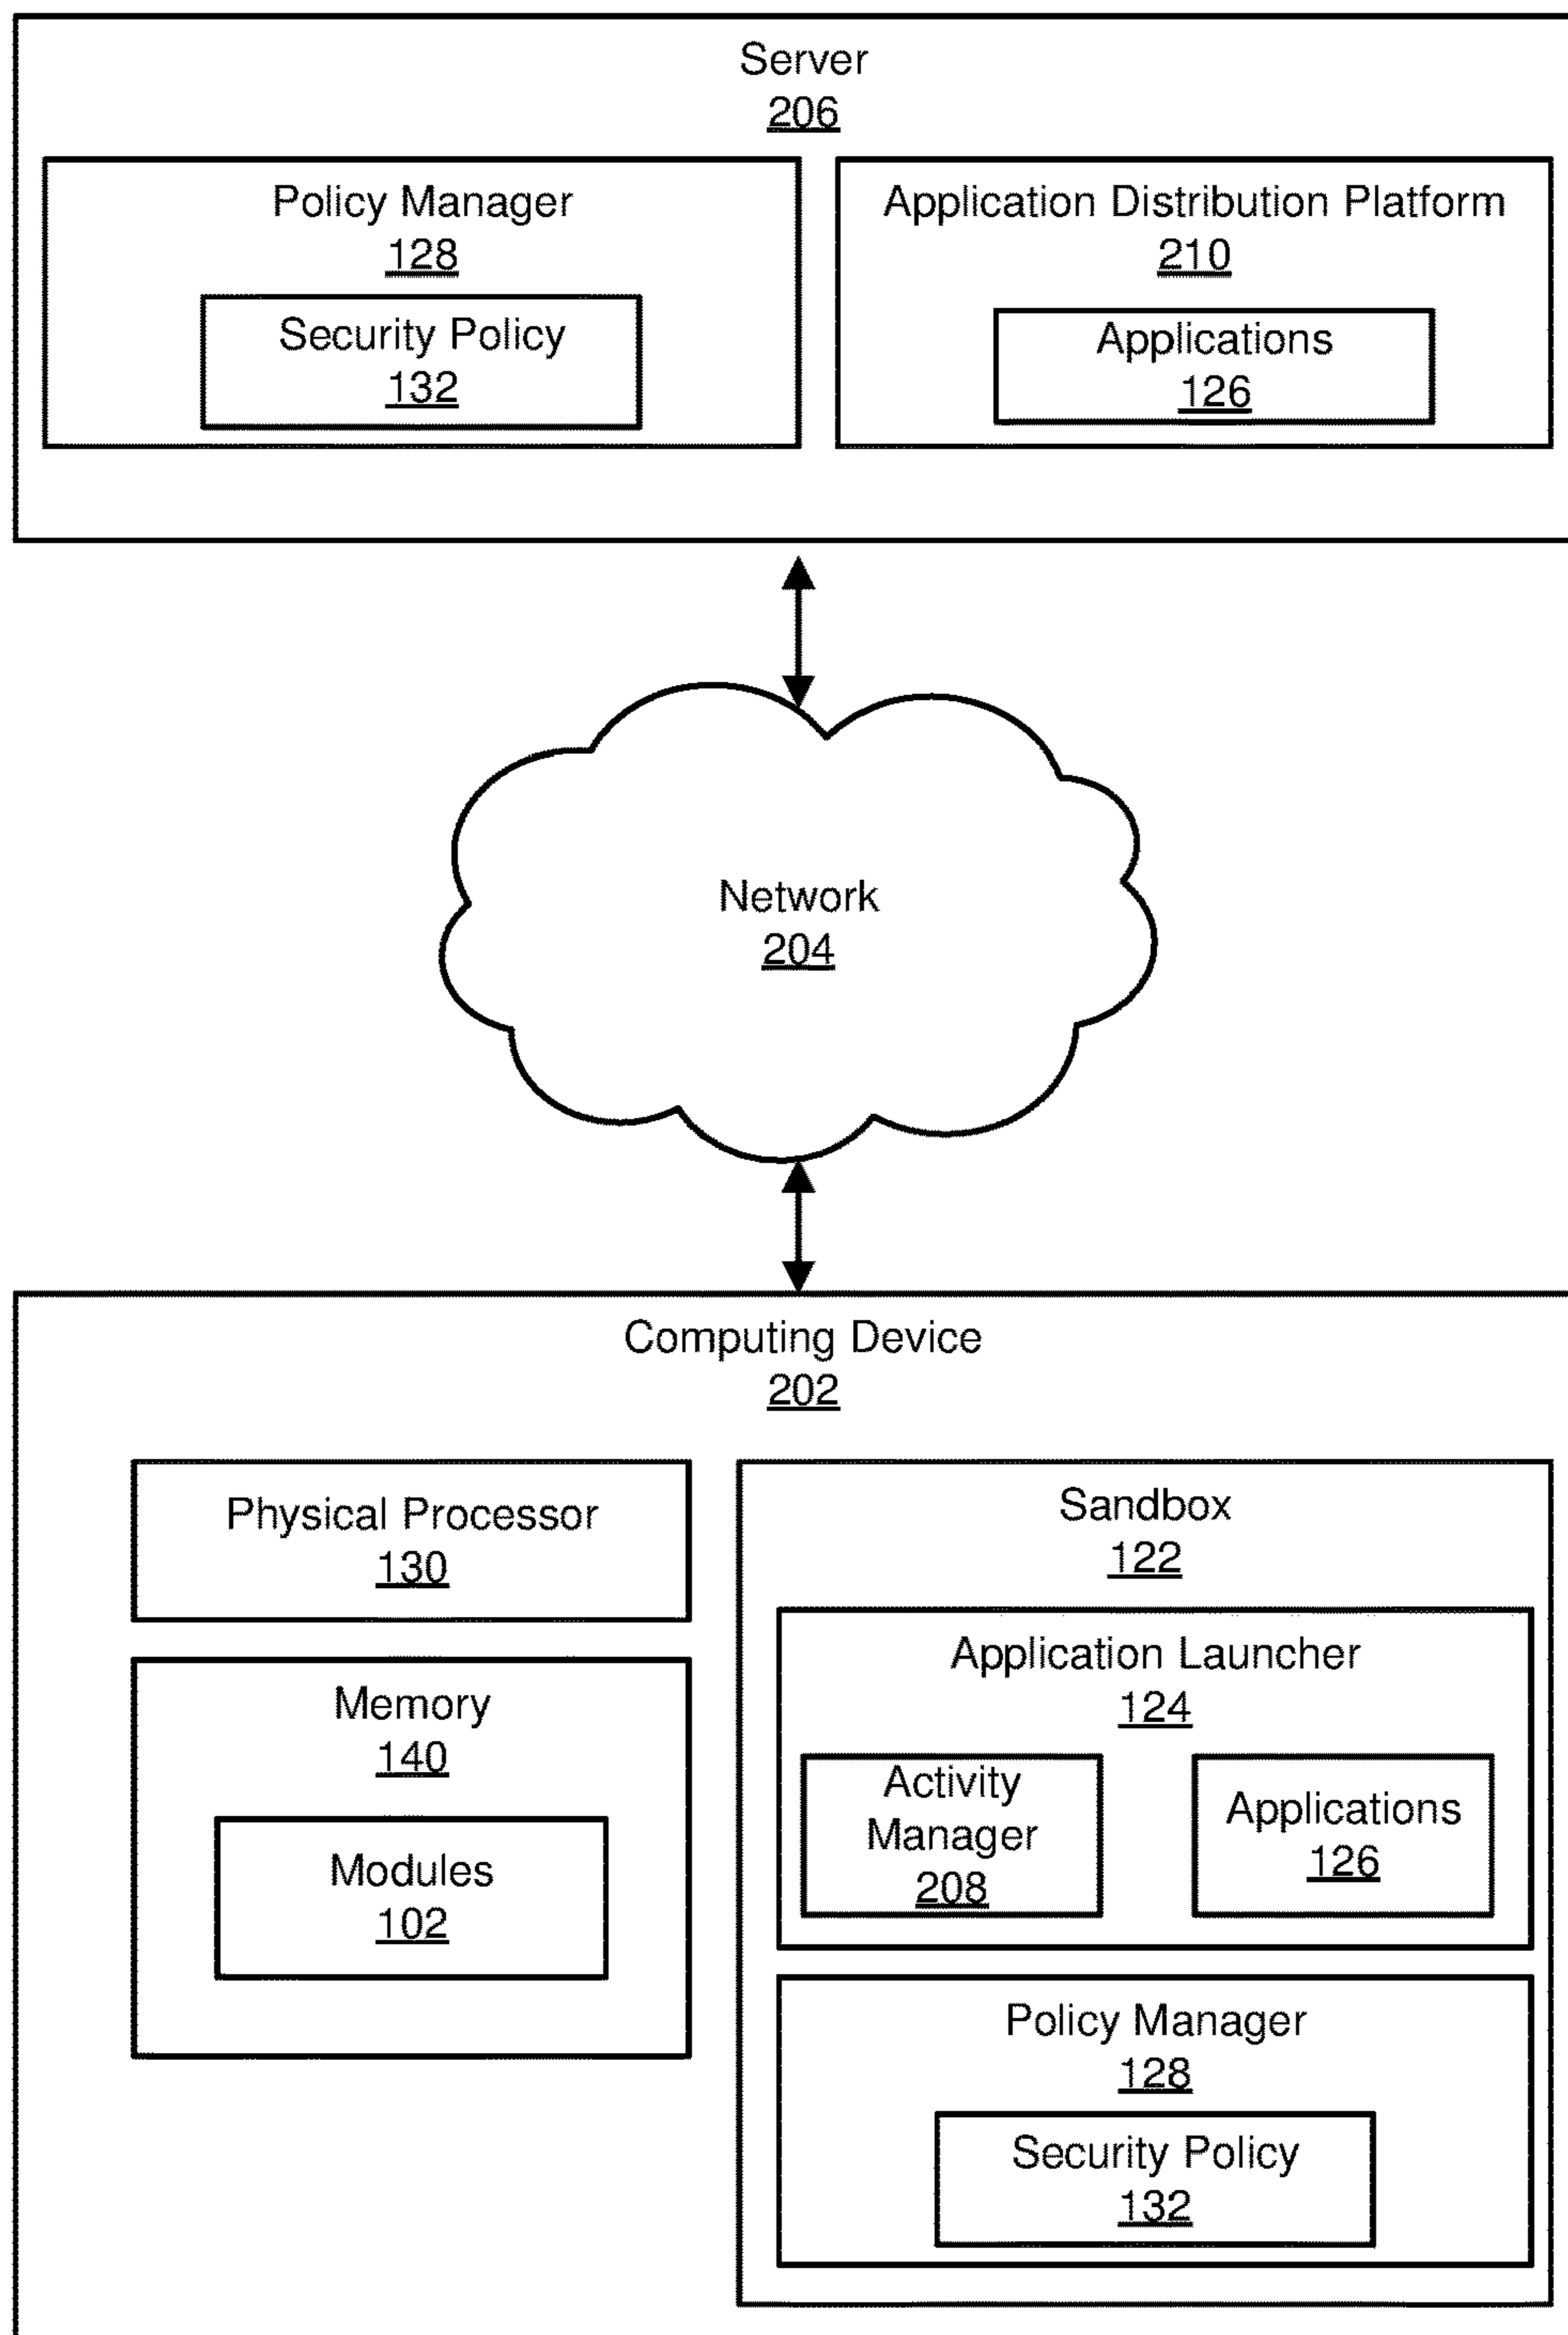 Server
206
Policy Manager
128
Security Policy
132
Application Distribution Platform
210
Applications
126
Network
204
Computing Device
202
Physical Processor
130
Memory
140
Modules
102
Sandbox
122
Application Launcher
124
Activity
Manager
208
Applications
126
Policy Manager
128
Security Policy
132